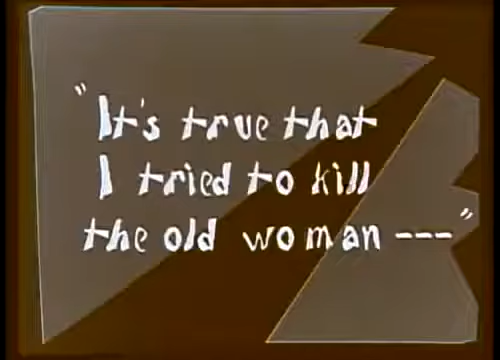 "It's true that
I tried to kill
the old woman ---"